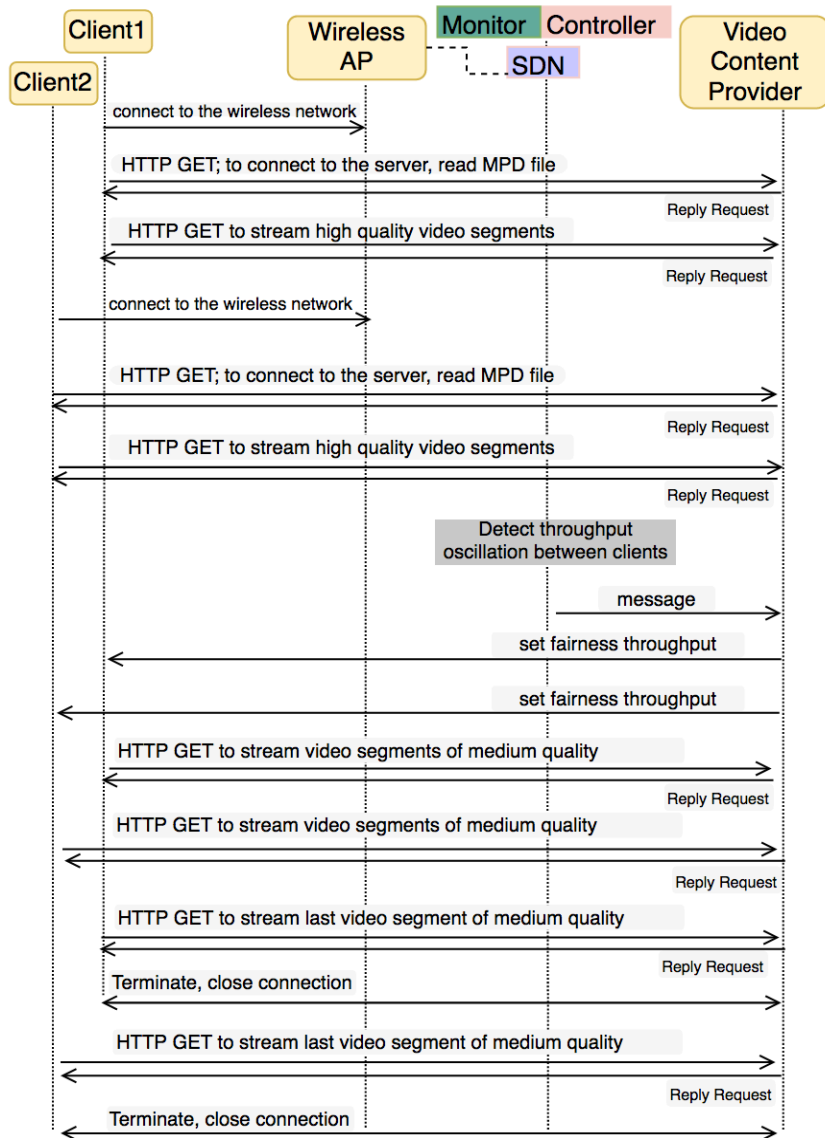 Client1
Wireless
AP
Monitor
Controller
SDN
Video
Content
Provider
Client2
connect to the wireless network
HTTP GET; to connect to the server, read MPD file
Reply Request
HTTP GET to stream high quality video segments
Reply Request
connect to the wireless network
HTTP GET; to connect to the server, read MPD file
Reply Request
HTTP GET to stream high quality video segments
Reply Request
Detect throughput
oscillation between clients
message
set fairness throughput
set fairness throughput
HTTP GET to stream video segments of medium quality
Reply Request
HTTP GET to stream video segments of medium quality
Reply Request
HTTP GET to stream last video segment of medium quality
Reply Request
Terminate, close connection
HTTP GET to stream last video segment of medium quality
Reply Request
Terminate, close connection